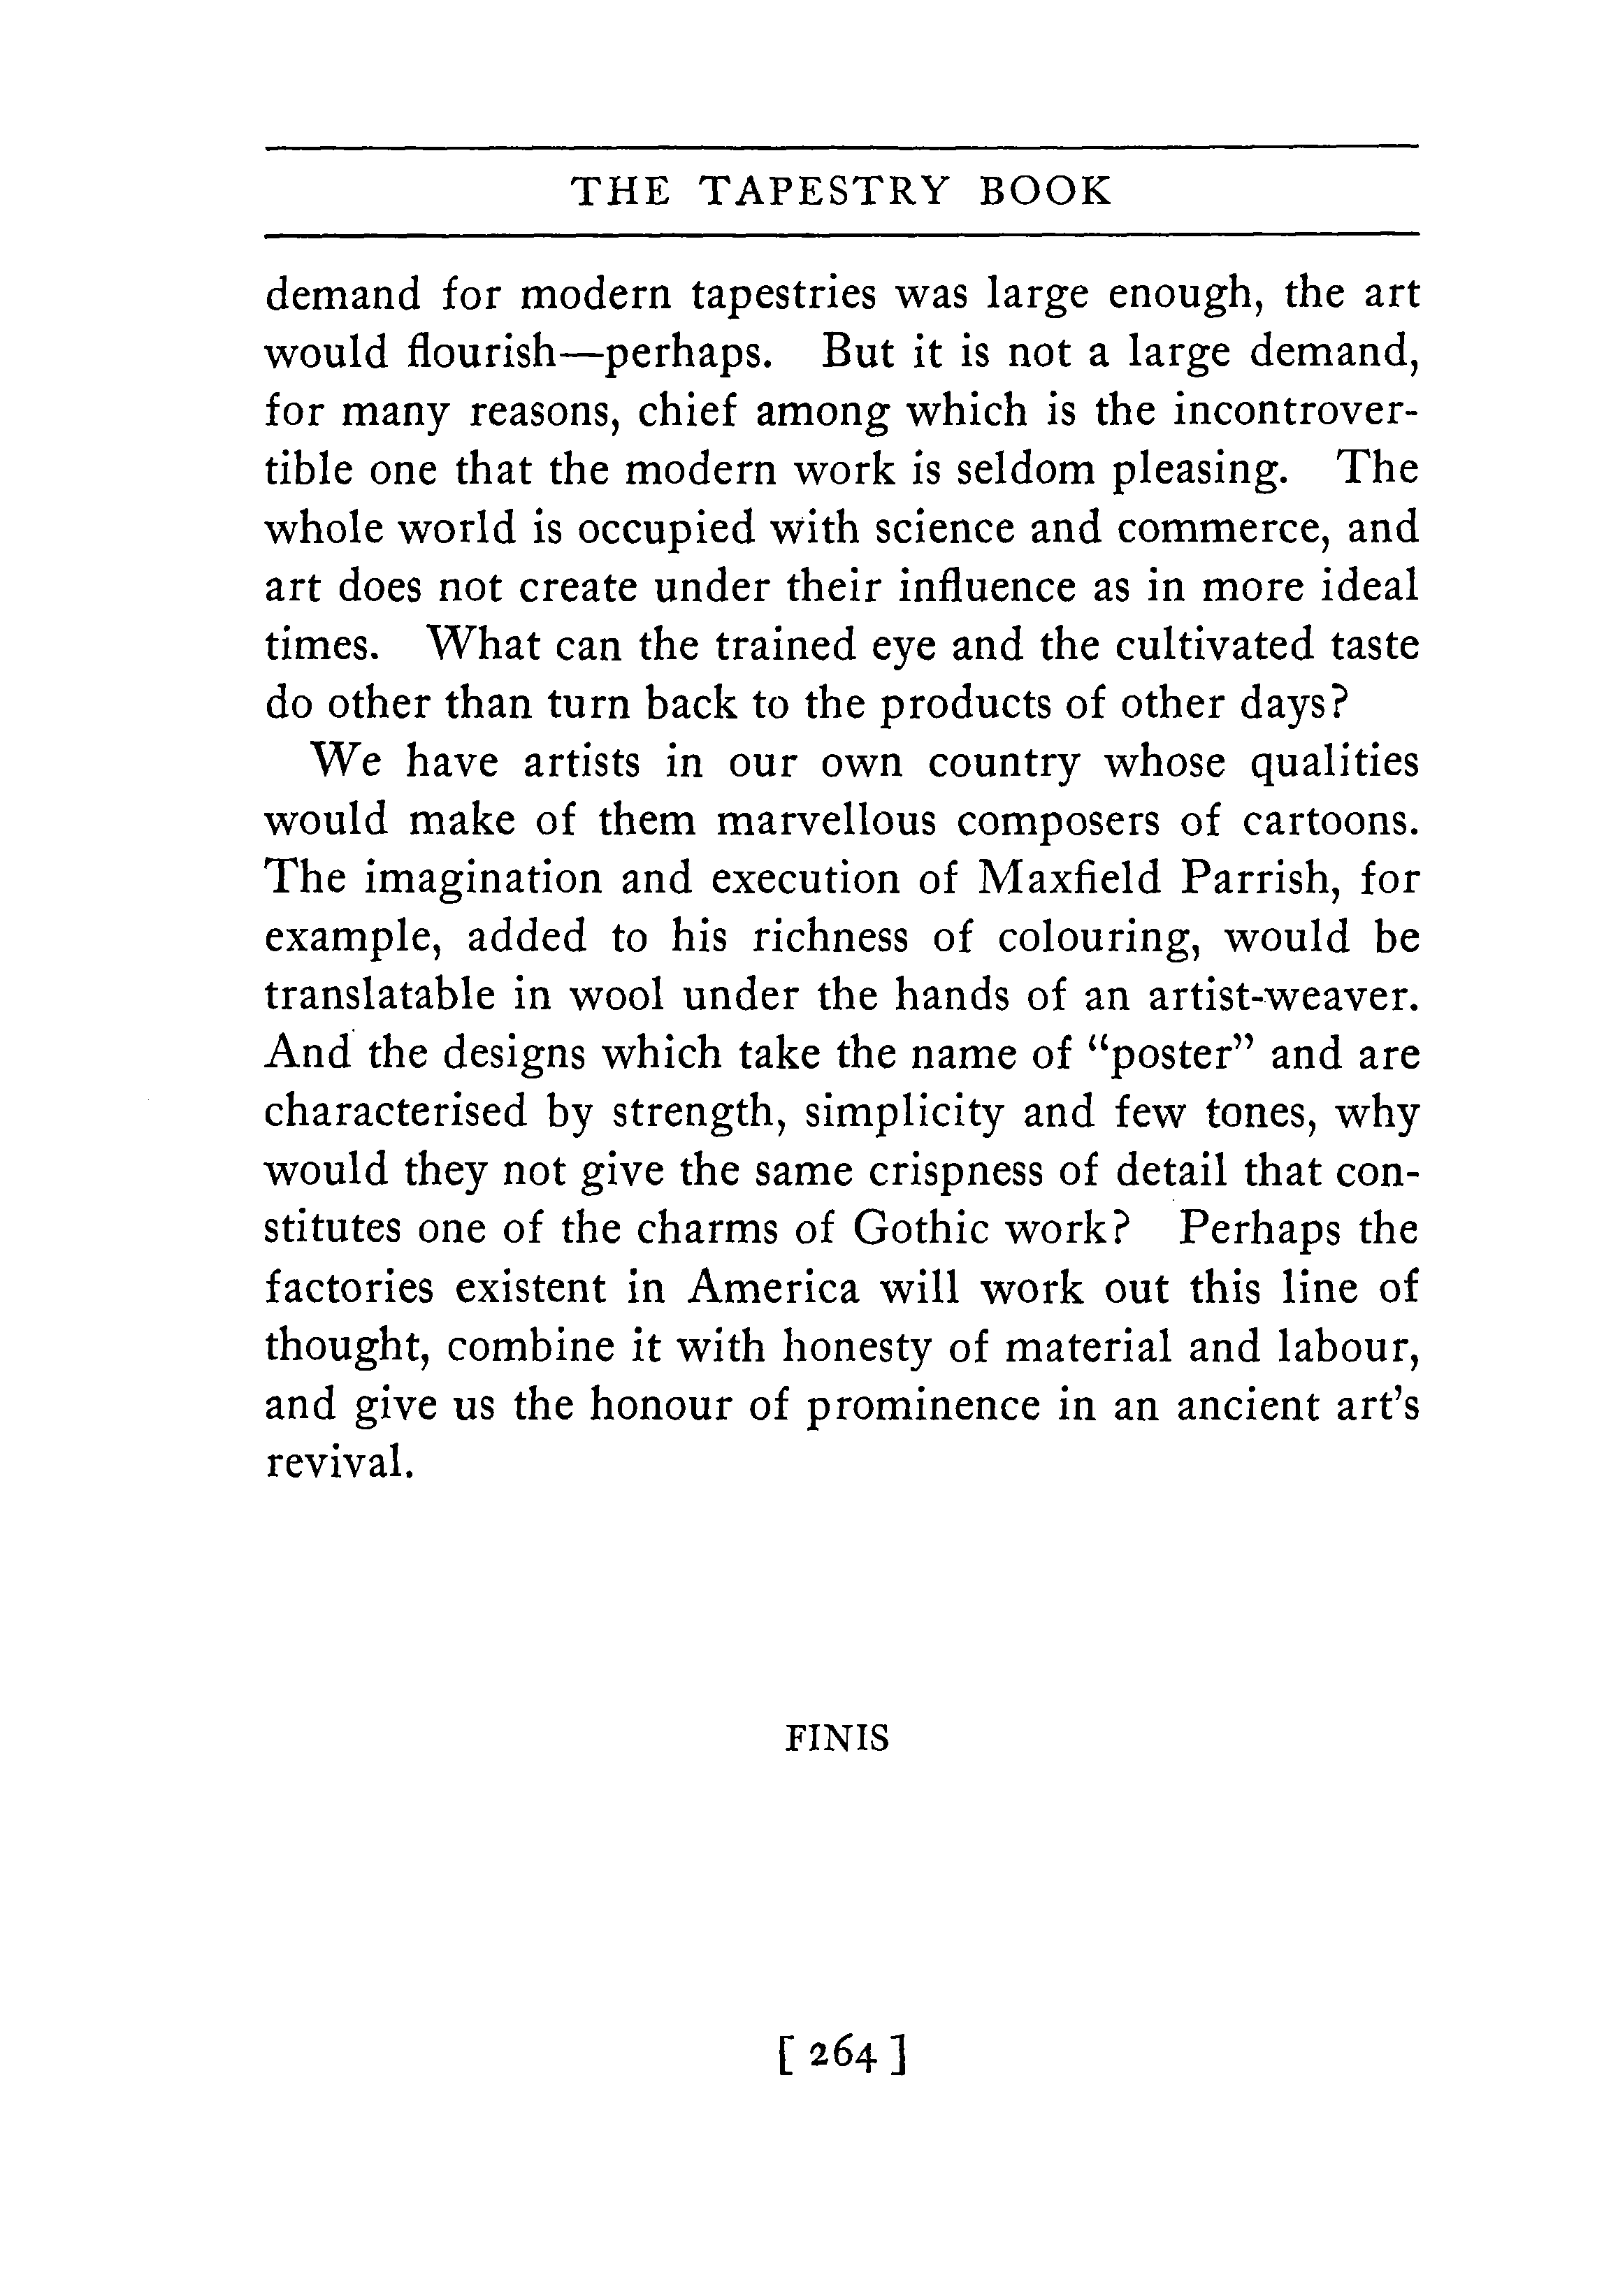 THE TAPESTRY BOOK
demand for modern tapestries was large enough, the art
would flourish—perhaps. But it is not a large demand,
for many reasons, chief among which is the incontrover-
tible one that the modern work is seldom pleasing. The
whole world is occupied with science and commerce, and
art does not create under their influence as in more ideal
times. What can the trained eye and the cultivated taste
do other than turn back to the products of other days?
We have artists in our own country whose qualities
would make of them marvellous composers of cartoons.
The imagination and execution of Maxfield Parrish, for
example, added to his richness of colouring, would be
translatable in wool under the hands of an artist-weaver.
And the designs which take the name of “poster” and are
characterised by strength, simplicity and few tones, why
would they not give the same crispness of detail that con-
stitutes one of the charms of Gothic work? Perhaps the
factories existent in America will work out this line of
thought, combine it with honesty of material and labour,
and give us the honour of prominence in an ancient art’s
revival.
FINIS
[ 264 ]